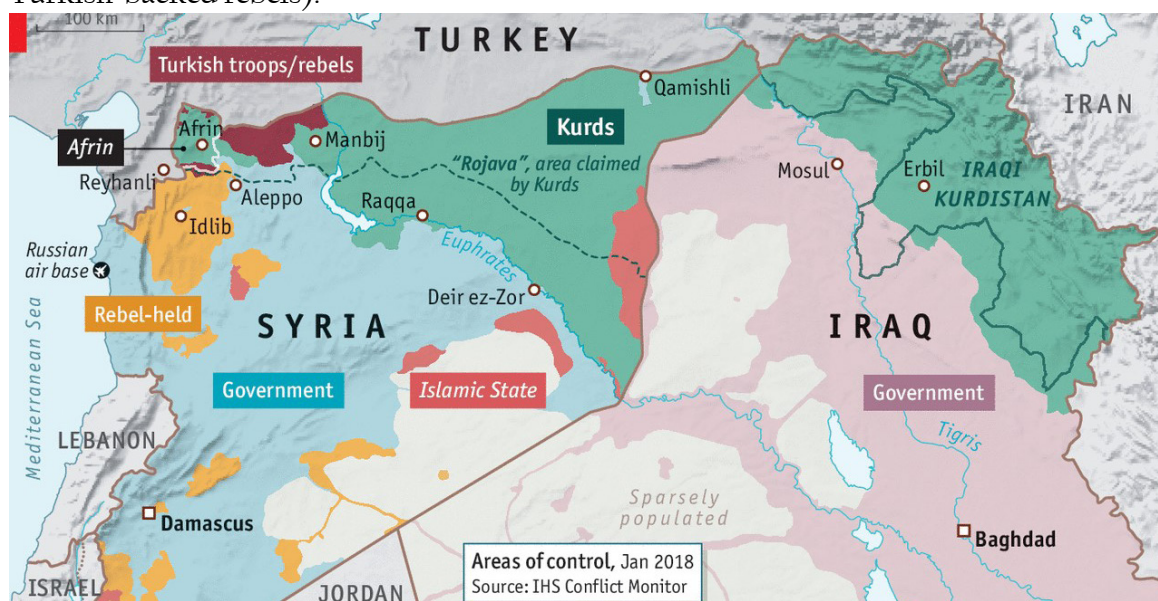 Turkish-backed rebels).
100 km
TURKEY
Turkish troops/rebels
Qamishli
IRAN
Kurds
Afrin
Afrin
Manbij
"Rojava", area claimed
by Kurds
Mosul
Erbil
IRAQI
KURDISTAN
Reyhanli
Aleppo
Raqqa
Idlib
Euphrates
Russian
air base
Deir ez-Zor
Rebel-held
SYRIA
IRAQ
Mediterranean Sea
Government
Islamic State
Government
LEBANON
Tigris
Sparsely
populated
Damascus
Baghdad
Areas of control, Jan 2018
Source: IHS Conflict Monitor
ISRAEL
JORDAN